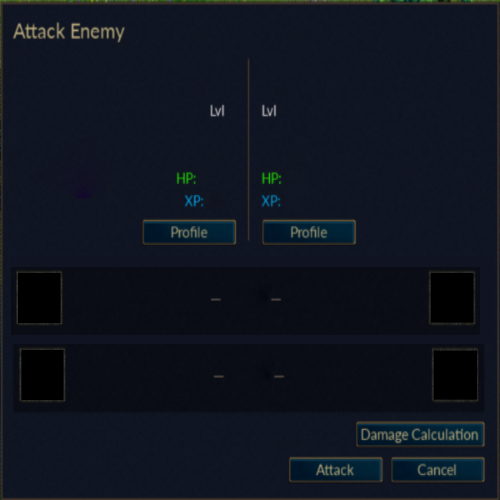 Attack Enemy
Lvl Lvl
HP: HP:
XP: XP:
Profile Profile
– –
– –
Damage Calculation
Attack Cancel